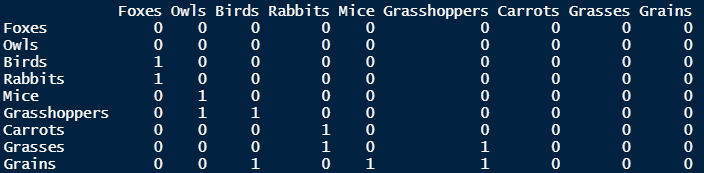 Foxes Owls Birds Rabbits Mice Grasshoppers Carrots Grasses Grains
Foxes 0 0 0 0 0 0 0 0 0
Owls 0 0 0 0 0 0 0 0 0
Birds 1 0 0 0 0 0 0 0 0
Rabbits 1 0 0 0 0 0 0 0 0
Mice 0 1 0 0 0 0 0 0 0
Grasshoppers 0 1 1 0 0 0 0 0 0
Carrots 0 0 0 1 0 0 0 0 0
Grasses 0 0 0 1 0 1 0 0 0
Grains 0 0 1 0 1 1 0 0 0